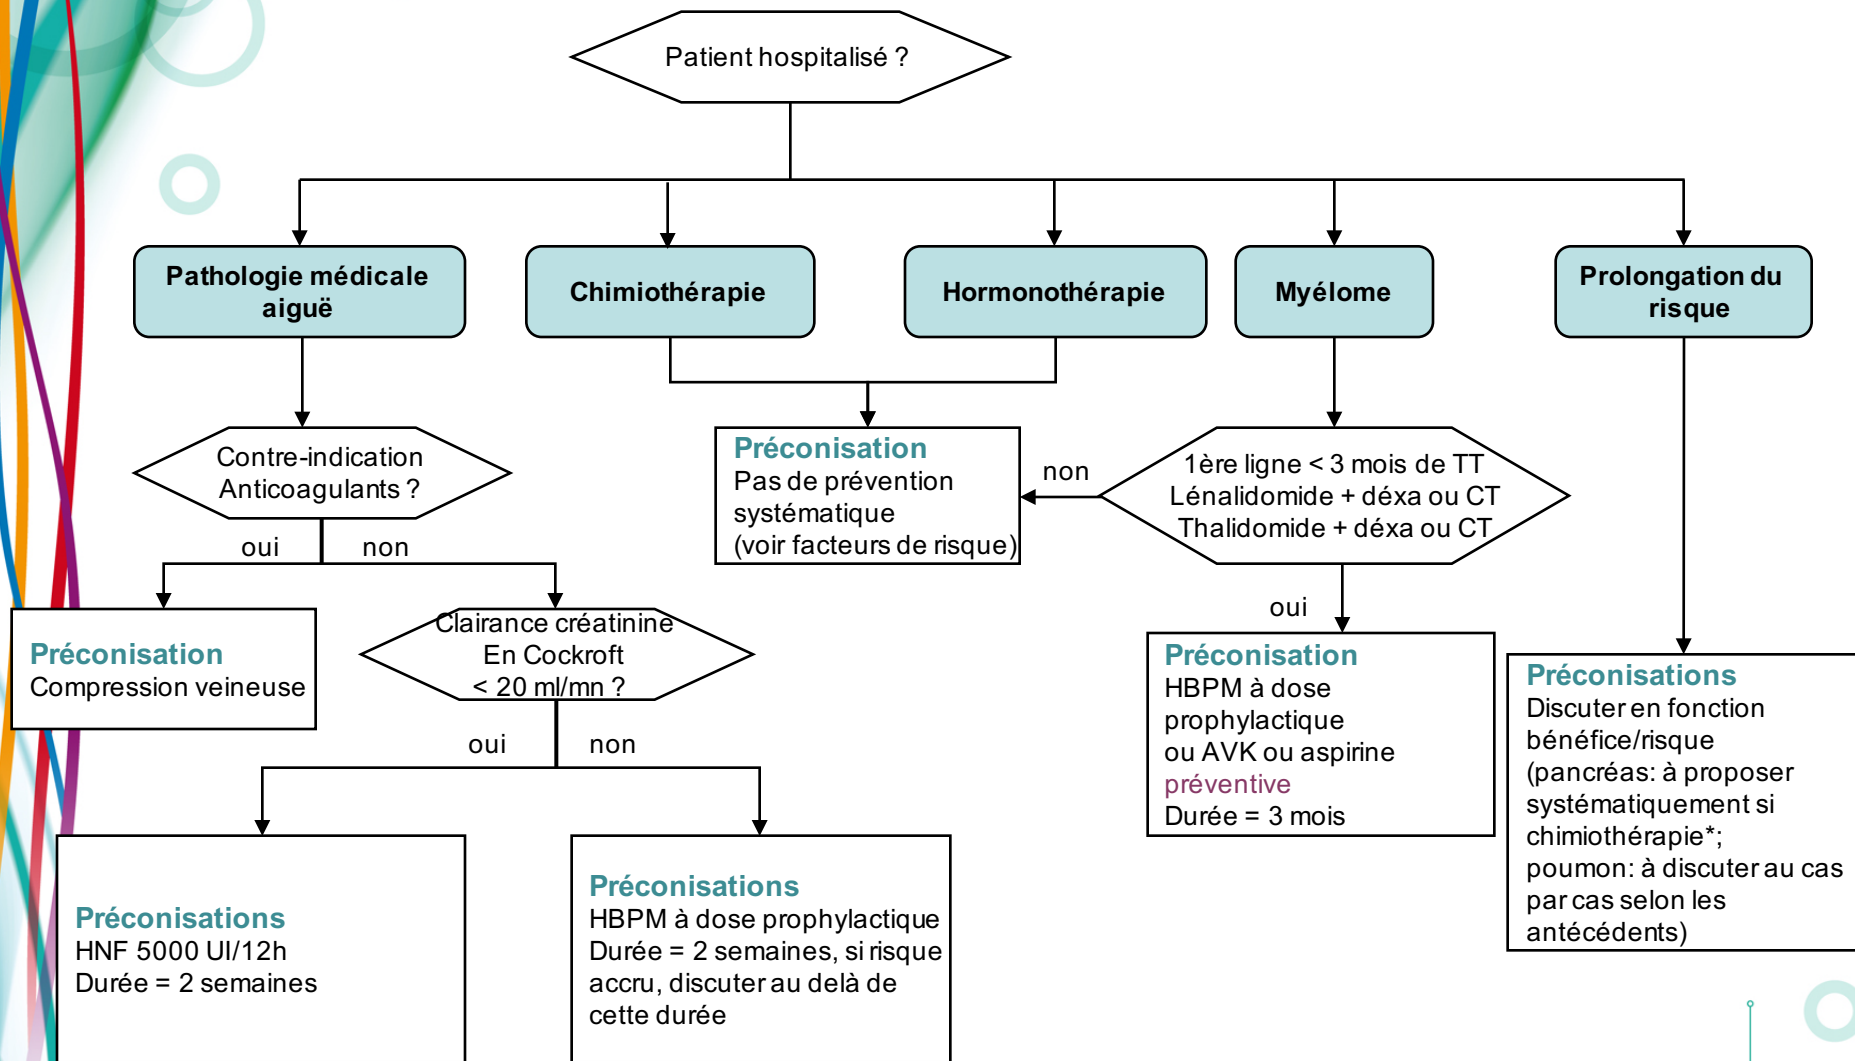 Patient hospitalisé ?
Pathologie médicale
aiguë
Chimiothérapie
Hormonothérapie
Myélome
Prolongation du
risque
Contre-indication
Anticoagulants ?
oui
non
Préconisation
Pas de prévention
systématique
(voir facteurs de risque)
non
1ère ligne < 3 mois de TT
Lénalidomide + déxa ou CT
Thalidomide + déxa ou CT
oui
Préconisation
Compression veineuse
Clairance créatinine
En Cockroft
< 20 ml/mn ?
oui
non
Préconisation
HBPM à dose
prophylactique
ou AVK ou aspirine
préventive
Durée = 3 mois
Préconisations
Discuter en fonction
bénéfice/risque
(pancréas: à proposer
systématiquement si
chimiothérapie*;
poumon: à discuter au cas
par cas selon les
antécédents)
Préconisations
HNF 5000 UI/12h
Durée = 2 semaines
Préconisations
HBPM à dose prophylactique
Durée = 2 semaines, si risque
accru, discuter au delà de
cette durée